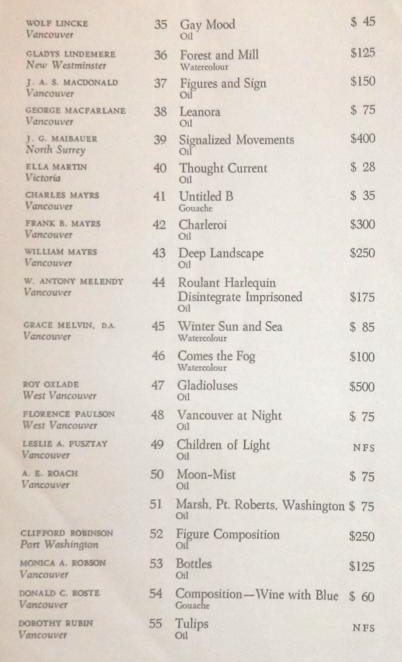 WOLF LINCKE 35 Gay Mood $ 45
Vancouver Oil
GLADYS LINDEMERE 36 Forest and Mill $125
New Westminster Watercolour
J. A. S. MACDONALD 37 Figures and Sign $150
Vancouver Oil
GEORGE MACFARLANE 38 Leanora $ 75
Vancouver Oil
J. G. MAIBAUER 39 Signalized Movements $400
North Surrey Oil
ELLA MARTIN 40 Thought Current $ 28
Victoria Oil
CHARLES MAYRS 41 Untitled B $ 35
Vancouver Gouache
FRANK B. MAYRS 42 Charleroi $300
Vancouver Oil
WILLIAM MAYRS 43 Deep Landscape $250
Vancouver Oil
W. ANTONY MELENDY 44 Roulant Harlequin
Vancouver Disintegrate Imprisoned $175
Oil
GRACE MELVIN, D.A. 45 Winter Sun and Sea $ 85
Vancouver Watercolour
46 Comes the Fog $100
Watercolour
ROY OXLADE 47 Gladioluses $500
West Vancouver Oil
FLORENCE PAULSON 48 Vancouver at Night $ 75
West Vancouver Oil
LESLIE A. PUSZTAY 49 Children of Light NFS
Vancouver Oil
A. E. ROACH 50 Moon-Mist $ 75
Vancouver Oil
51 Marsh, Pt. Roberts, Washington $ 75
Oil
CLIFFORD ROBINSON 52 Figure Composition $250
Port Washington Oil
MONICA A. ROBSON 53 Bottles $125
Vancouver Oil
DONALD C. ROSTE 54 Composition—Wine with Blue $ 60
Vancouver Gouache
DOROTHY RUBIN 55 Tulips NFS
Vancouver Oil